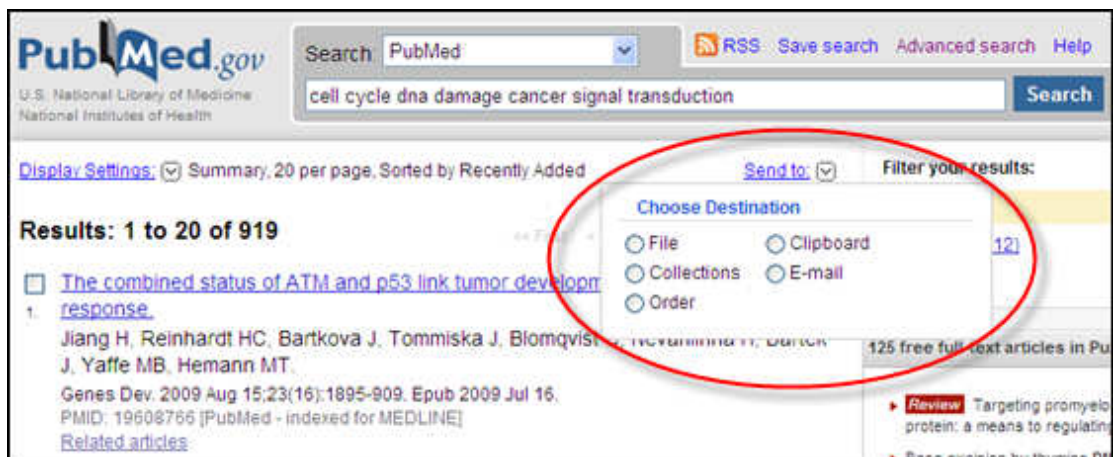 PubMed.gov
U.S. National Library of Medicine
National Institutes of Health
Search PubMed
RSS Save search Advanced search Help
cell cycle dna damage cancer signal transduction
Search
Display Settings: Summary, 20 per page, Sorted by Recently Added
Send to:
Filter your results:
Choose Destination
File Clipboard
Collections E-mail
Order
12)
Results: 1 to 20 of 919
<< First
The combined status of ATM and p53 link tumor developm
1. response.
Jiang H, Reinhardt HC, Bartkova J, Tommiska J, Blomqvist C, Nevanlinna H, Bartek
J, Yaffe MB, Hemann MT.
Genes Dev. 2009 Aug 15;23(16):1895-909. Epub 2009 Jul 16.
PMID: 19608766 [PubMed - indexed for MEDLINE]
Related articles
125 free full text articles in Pu
Review Targeting promyelo
protein: a means to regulating